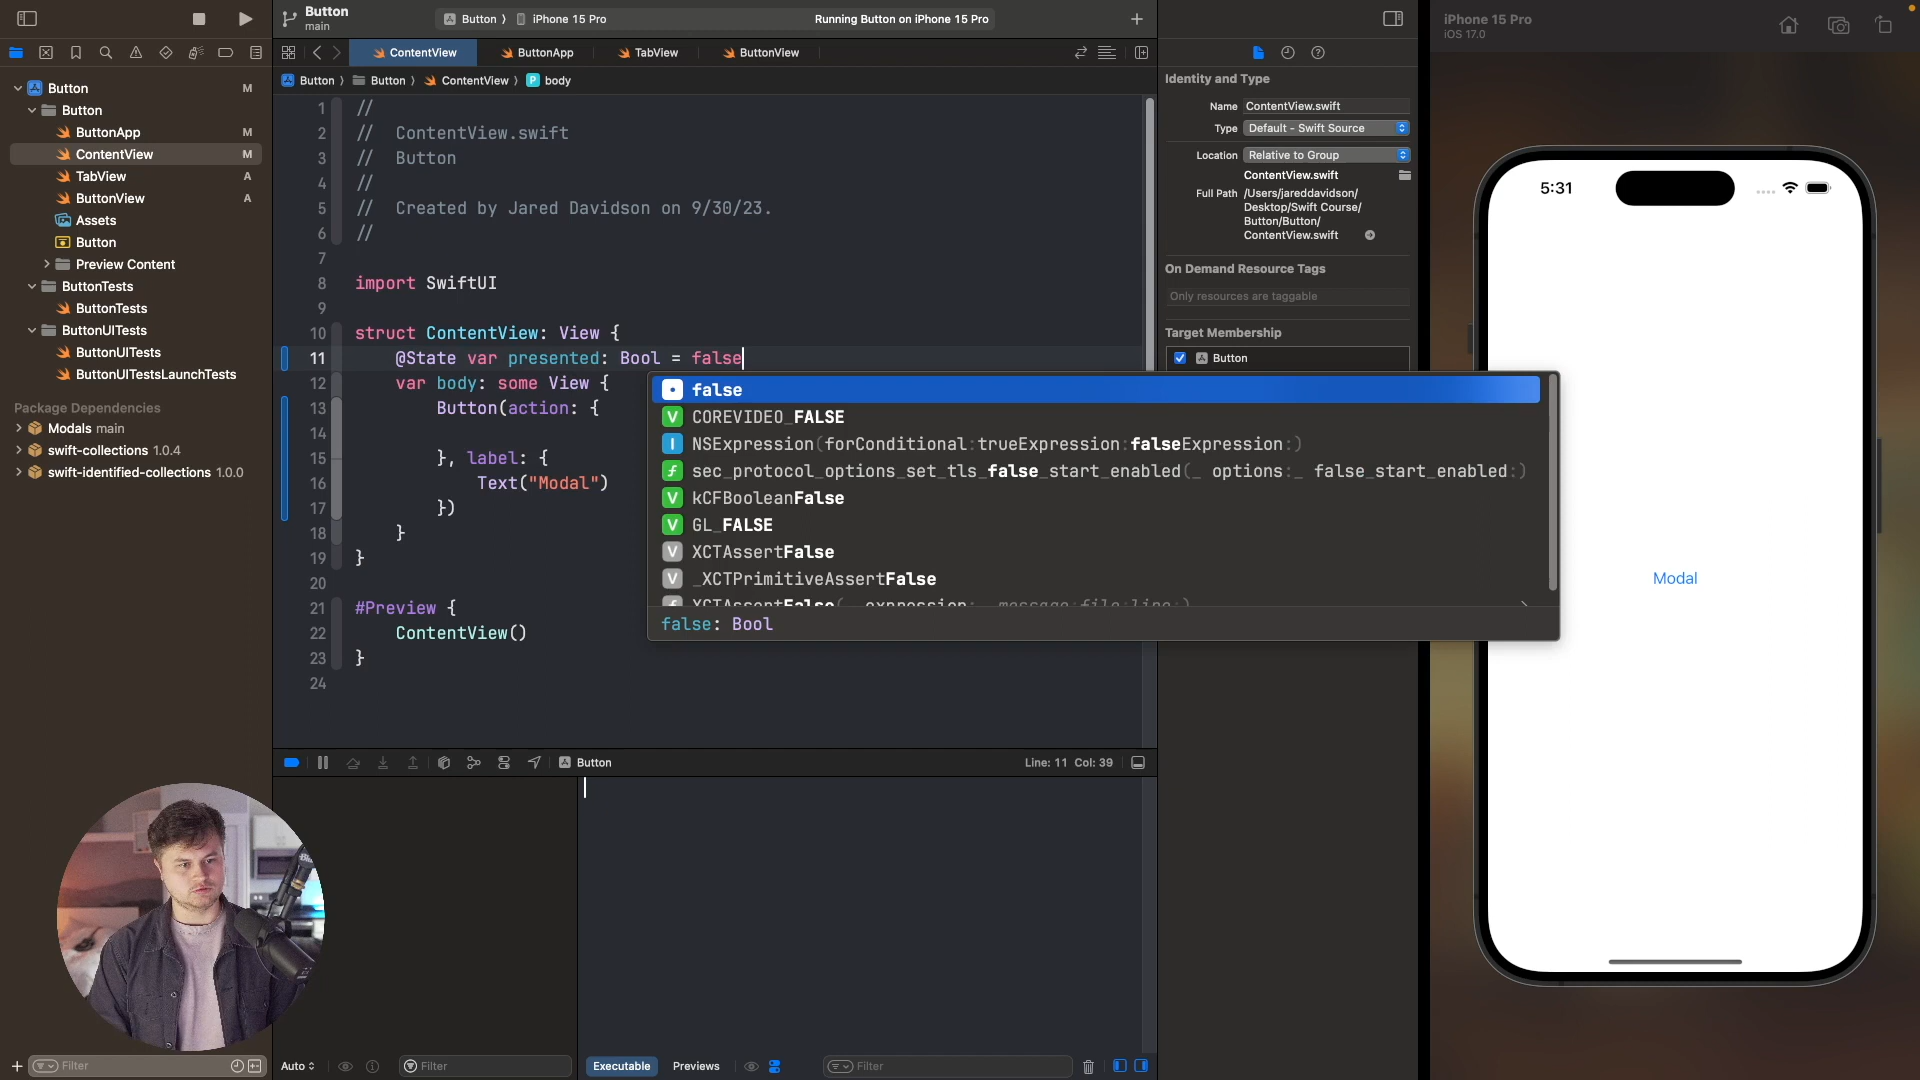 Button
main
Button
iPhone 15 Pro
Running Button on iPhone 15 Pro
iPhone 15 Pro
iOS 17.0
ContentView
ButtonApp
TabView
ButtonView
Button
M
Button
ButtonApp
M
ContentView
M
TabView
A
ButtonView
A
Assets
Button
Preview Content
ButtonTests
ButtonTests
ButtonUITests
ButtonUITests
ButtonUITestsLaunchTests
Package Dependencies
Modals main
swift-collections 1.0.4
swift-identified-collections 1.0.0
Filter
Button
Button
ContentView
P body
1 //
2 // ContentView.swift
3 // Button
4 //
5 // Created by Jared Davidson on 9/30/23.
6 //
7
8 import SwiftUI
9
10 struct ContentView: View {
11 @State var presented: Bool = false
12 var body: some View {
13 Button(action: {
14
15 }, label: {
16 Text("Modal")
17 })
18 }
19 }
20
21 #Preview {
22 ContentView()
23 }
24
false
V COREVIDEO_FALSE
I NSExpression(forConditional:trueExpression:falseExpression:)
f sec_protocol_options_set_tls_false_start_enabled(_ options:_ false_start_enabled:)
V kCFBooleanFalse
V GL_FALSE
V XCTAssertFalse
V _XCTPrimitiveAssertFalse
XCTAssertFalse(_ expression:_ message:file:line:)
false: Bool
Button
Line: 11 Col: 39
Auto
Filter
Executable
Previews
Filter
Identity and Type
Name ContentView.swift
Type Default - Swift Source
Location Relative to Group
ContentView.swift
Full Path /Users/jareddavidson/
Desktop/Swift Course/
Button/Button/
ContentView.swift
On Demand Resource Tags
Only resources are taggable
Target Membership
Button
5:31
Modal